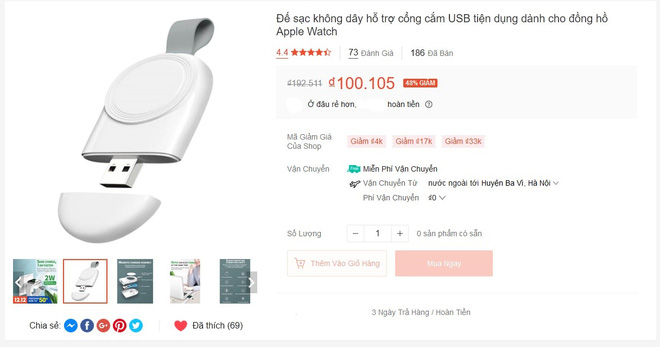 Đế sạc không dây hỗ trợ cổng cắm USB tiện dụng dành cho đồng hồ
Apple Watch
4.4 73 Đánh Giá 186 Đã Bán
₫192.511 ₫100.105 48% GIẢM
Ở đâu rẻ hơn, hoàn tiền ?
Mã Giảm Giá
Của Shop
Giảm ₫4k Giảm ₫17k Giảm ₫33k
Vận Chuyển Miễn Phí Vận Chuyển
Vận Chuyển Từ nước ngoài tới Huyện Ba Vì, Hà Nội
Phí Vận Chuyển ₫0
Số Lượng − 1 + 0 sản phẩm có sẵn
Thêm Vào Giỏ Hàng Mua Ngay
2W
12.12
50%
Chia sẻ: Đã thích (69)
3 Ngày Trả Hàng / Hoàn Tiền